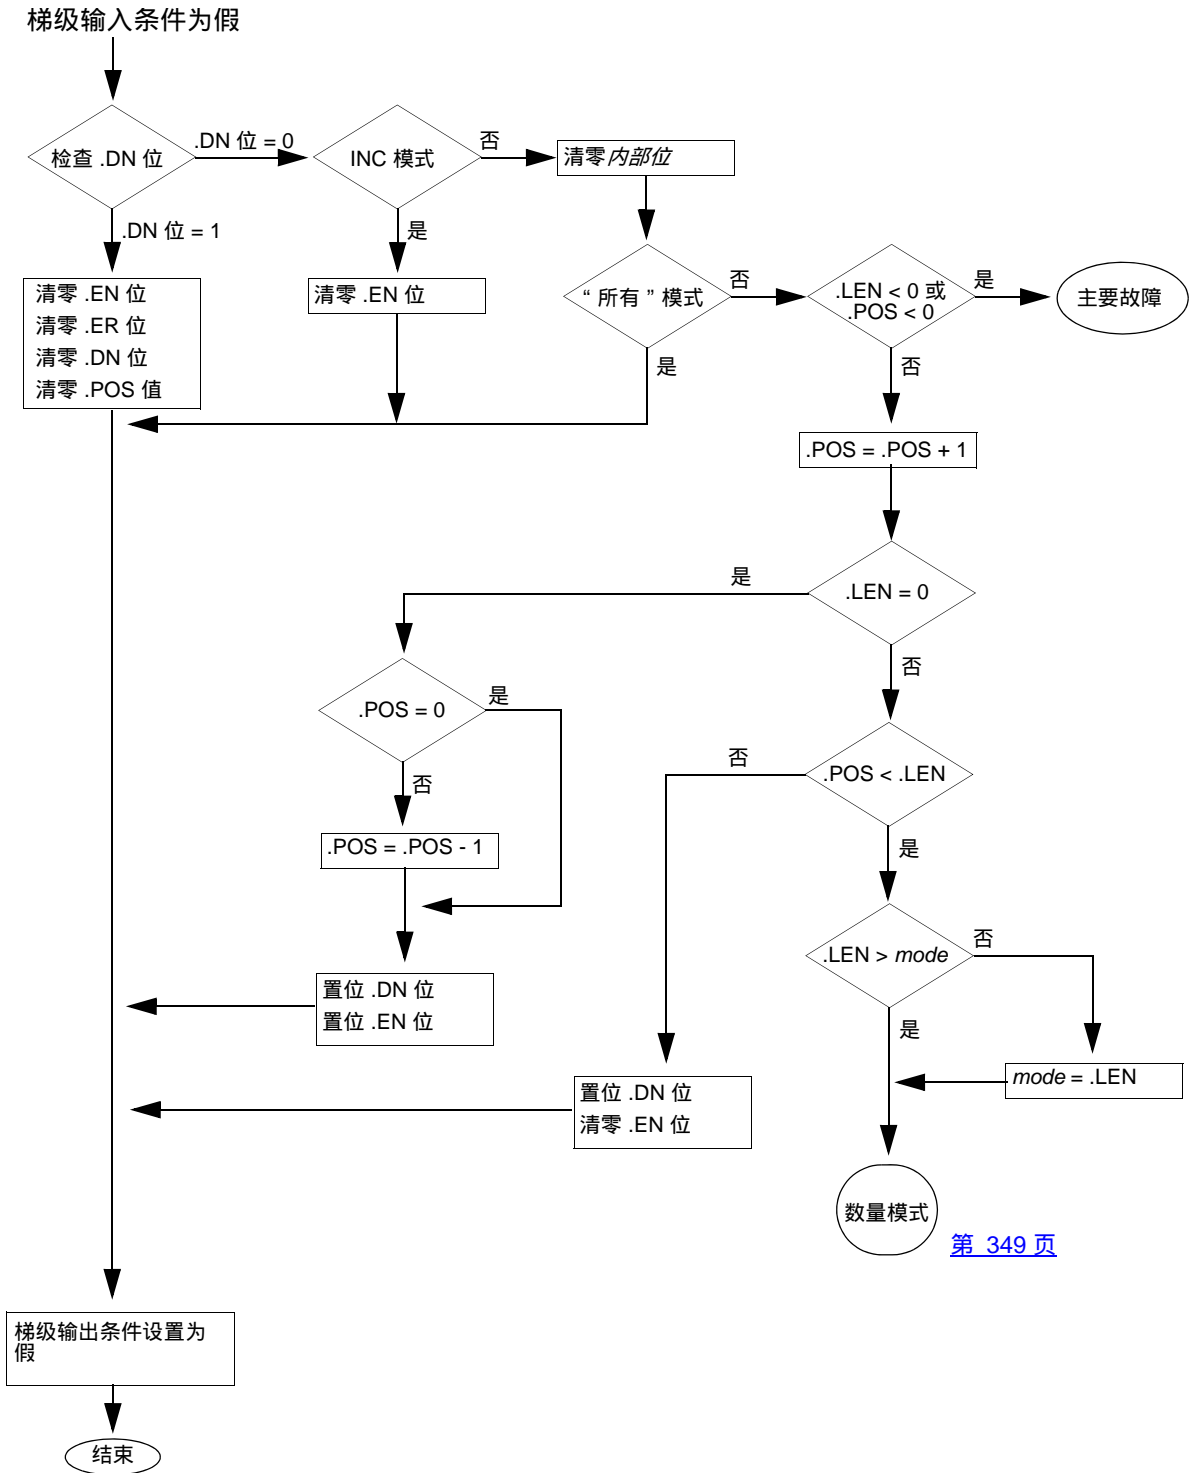 梯级输入条件为假
检查 .DN 位
.DN 位 = 0
INC 模式
否
清零内部位
.DN 位 = 1
是
清零 .EN 位
清零 .ER 位
清零 .DN 位
清零 .POS 值
清零 .EN 位
“ 所有 ” 模式
否
是
.LEN < 0 或
.POS < 0
是
主要故障
否
.POS = .POS + 1
.LEN = 0
是
否
.POS = 0
是
否
.POS = .POS - 1
置位 .DN 位
置位 .EN 位
.POS < .LEN
否
是
置位 .DN 位
清零 .EN 位
.LEN > mode
否
是
mode = .LEN
数量模式
第 349 页
梯级输出条件设置为
假
结束